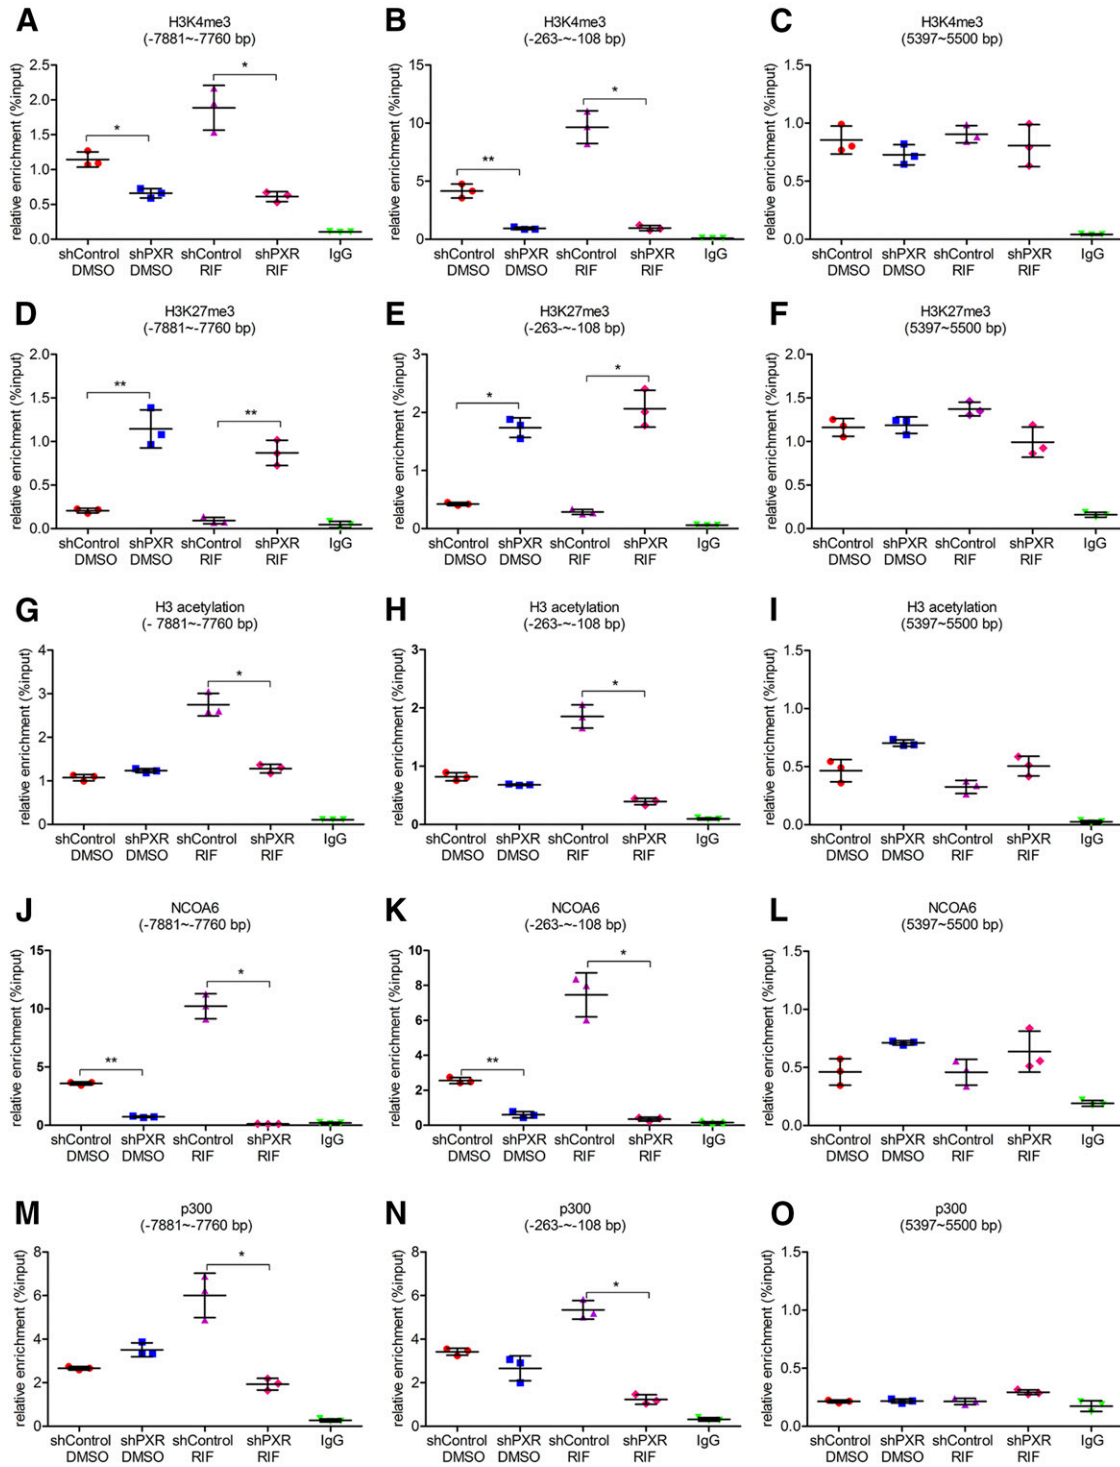 A
H3K4me3
(-7881~-7760 bp)
relative enrichment (%input)
2.5
2.0
1.5
1.0
0.5
0.0
*
*
shControl shPXR shControl shPXR IgG
DMSO DMSO RIF RIF
B
H3K4me3
(-263-~-108 bp)
relative enrichment (%input)
15
10
5
0
**
*
shControl shPXR shControl shPXR IgG
DMSO DMSO RIF RIF
C
H3K4me3
(5397~5500 bp)
relative enrichment (%input)
1.5
1.0
0.5
0.0
shControl shPXR shControl shPXR IgG
DMSO DMSO RIF RIF
D
H3K27me3
(-7881~-7760 bp)
relative enrichment (%input)
2.0
1.5
1.0
0.5
0.0
**
**
shControl shPXR shControl shPXR IgG
DMSO DMSO RIF RIF
E
H3K27me3
(-263-~-108 bp)
relative enrichment (%input)
3
2
1
0
*
*
shControl shPXR shControl shPXR IgG
DMSO DMSO RIF RIF
F
H3K27me3
(5397~5500 bp)
relative enrichment (%input)
2.0
1.5
1.0
0.5
0.0
shControl shPXR shControl shPXR IgG
DMSO DMSO RIF RIF
G
H3 acetylation
(- 7881~-7760 bp)
relative enrichment (%input)
4
3
2
1
0
*
shControl shPXR shControl shPXR IgG
DMSO DMSO RIF RIF
H
H3 acetylation
(-263-~-108 bp)
relative enrichment (%input)
3
2
1
0
*
shControl shPXR shControl shPXR IgG
DMSO DMSO RIF RIF
I
H3 acetylation
(5397~5500 bp)
relative enrichment (%input)
1.5
1.0
0.5
0.0
shControl shPXR shControl shPXR IgG
DMSO DMSO RIF RIF
J
NCOA6
(-7881~-7760 bp)
relative enrichment (%input)
15
10
5
0
**
*
shControl shPXR shControl shPXR IgG
DMSO DMSO RIF RIF
K
NCOA6
(-263-~-108 bp)
relative enrichment (%input)
10
8
6
4
2
0
**
*
shControl shPXR shControl shPXR IgG
DMSO DMSO RIF RIF
L
NCOA6
(5397~5500 bp)
relative enrichment (%input)
1.5
1.0
0.5
0.0
shControl shPXR shControl shPXR IgG
DMSO DMSO RIF RIF
M
p300
(-7881~-7760 bp)
relative enrichment (%input)
8
6
4
2
0
*
shControl shPXR shControl shPXR IgG
DMSO DMSO RIF RIF
N
p300
(-263-~-108 bp)
relative enrichment (%input)
8
6
4
2
0
*
shControl shPXR shControl shPXR IgG
DMSO DMSO RIF RIF
O
p300
(5397~5500 bp)
relative enrichment (%input)
1.5
1.0
0.5
0.0
shControl shPXR shControl shPXR IgG
DMSO DMSO RIF RIF